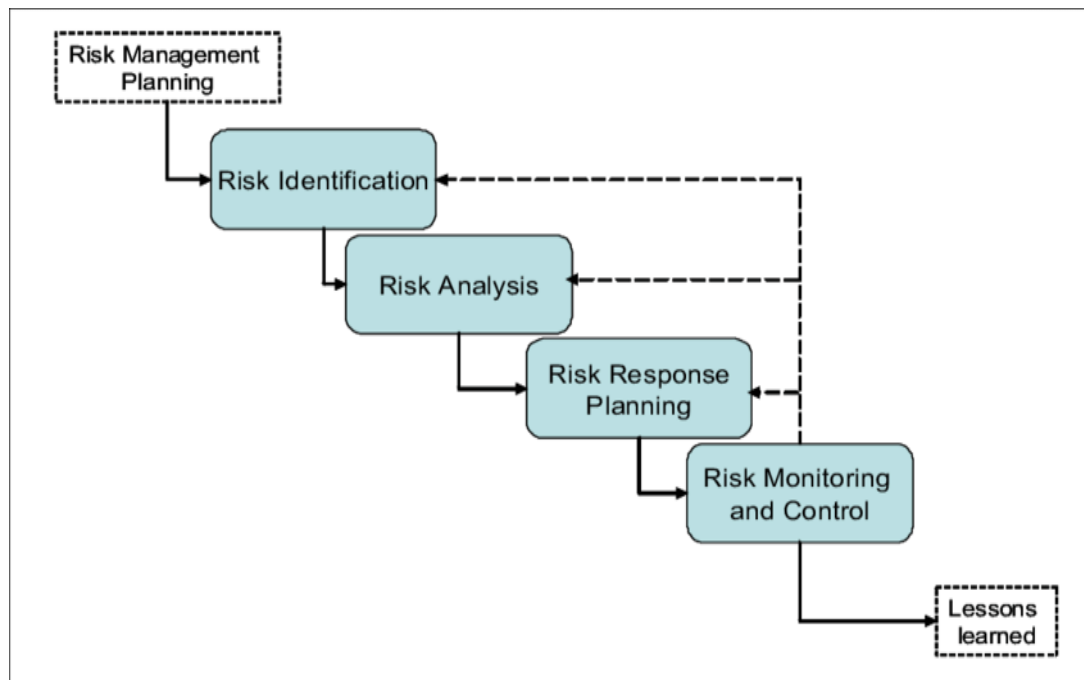 Risk Management
Planning
Risk Identification
Risk Analysis
Risk Response
Planning
Risk Monitoring
and Control
Lessons
learned